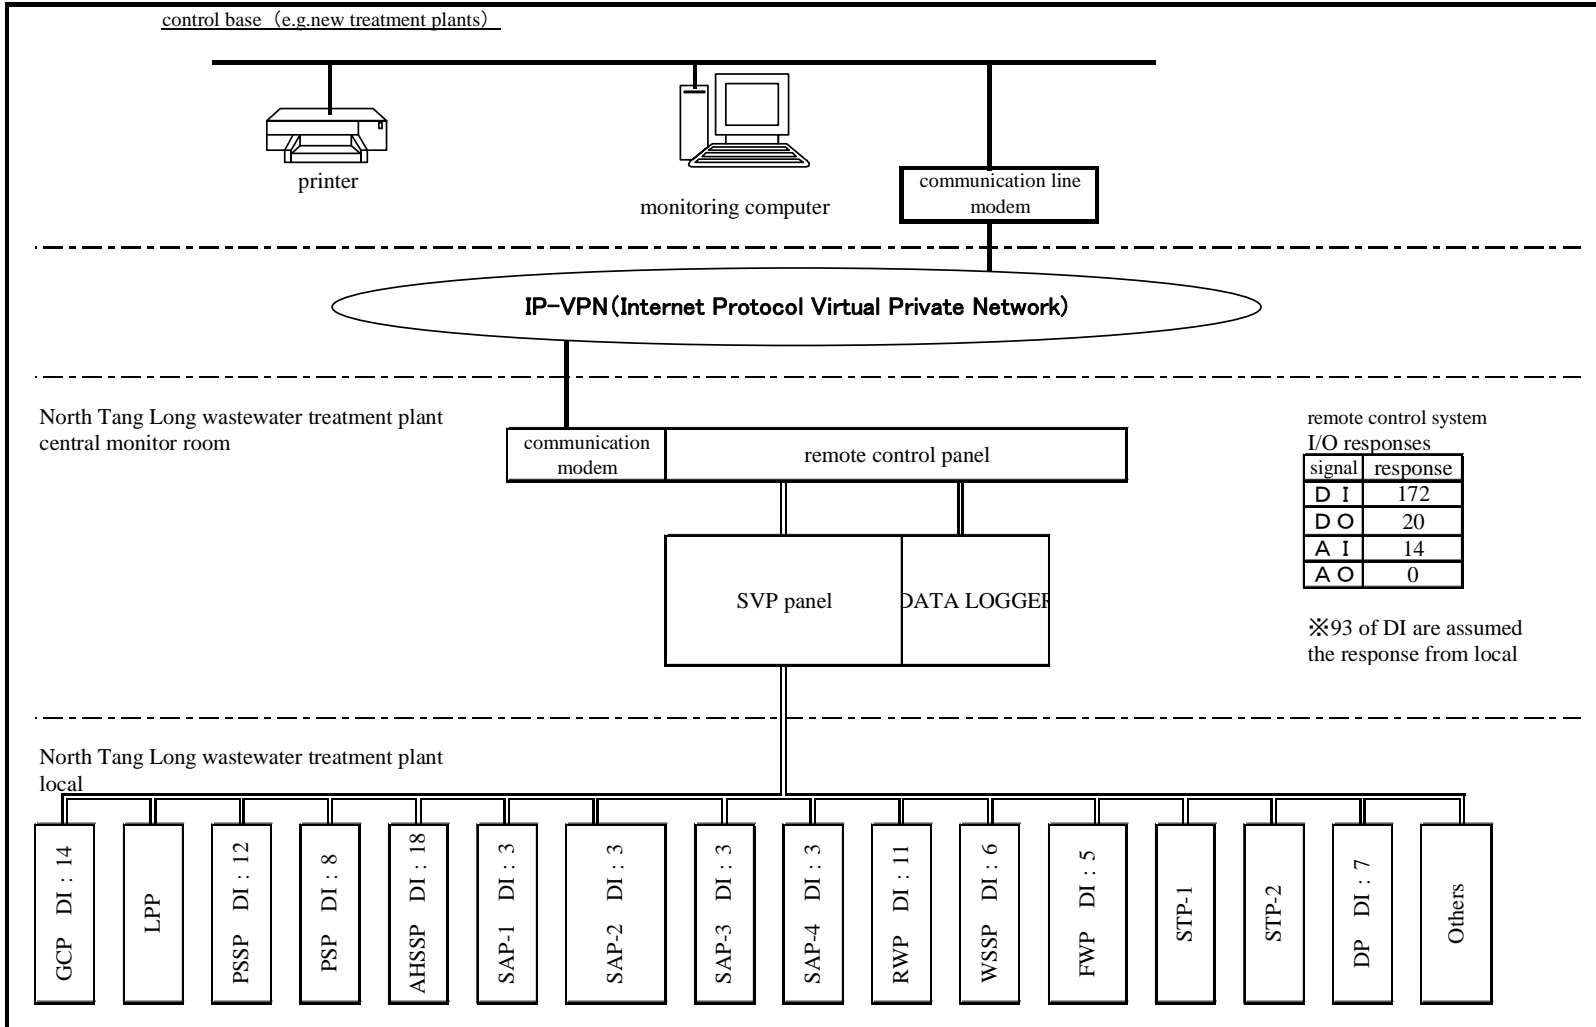 control base（e.g.new treatment plants）
printer
monitoring computer
communication line
modem
IP-VPN(Internet Protocol Virtual Private Network)
North Tang Long wastewater treatment plant
central monitor room
communication
modem
remote control panel
remote control system
I/O responses
signal response
ＤＩ 172
ＤＯ 20
ＡＩ 14
ＡＯ 0
SVP panel
DATA LOGGER
※93 of DI are assumed
the response from local
North Tang Long wastewater treatment plant
local
GCP DI : 14
LPP
PSSP DI : 12
PSP DI : 8
AHSSP DI : 18
SAP-1 DI : 3
SAP-2 DI : 3
SAP-3 DI : 3
SAP-4 DI : 3
RWP DI : 11
WSSP DI : 6
FWP DI : 5
STP-1
STP-2
DP DI : 7
Others